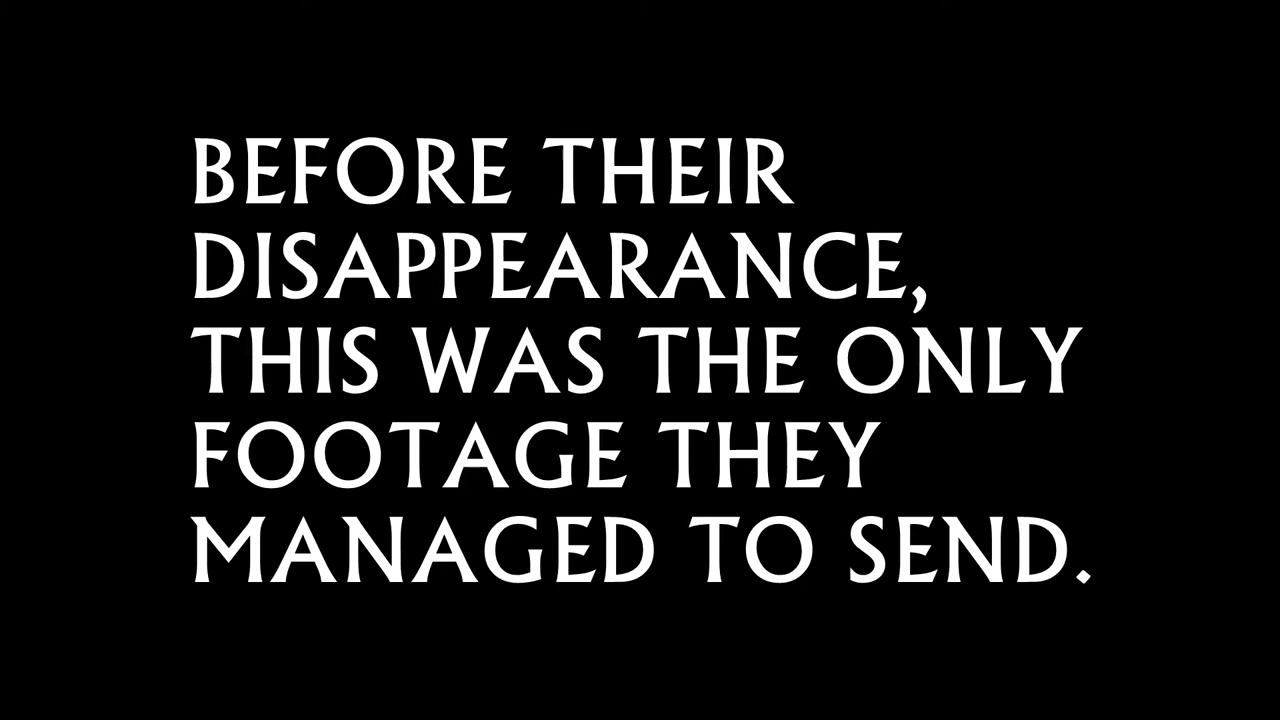 BEFORE THEIR
DISAPPEARANCE,
THIS WAS THE ONLY
FOOTAGE THEY
MANAGED TO SEND.